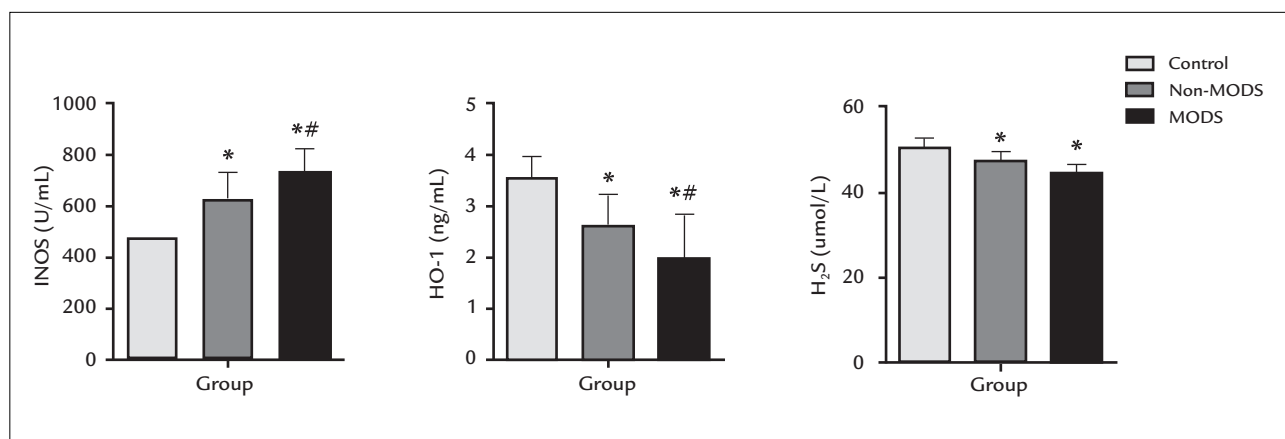 Control
Non-MODS
MODS
INOS (U/mL)
1000
800
600
400
200
0
*
*#
Group
HO-1 (ng/mL)
5
4
3
2
1
0
*
*#
Group
H₂S (umol/L)
60
40
20
0
*
*
Group